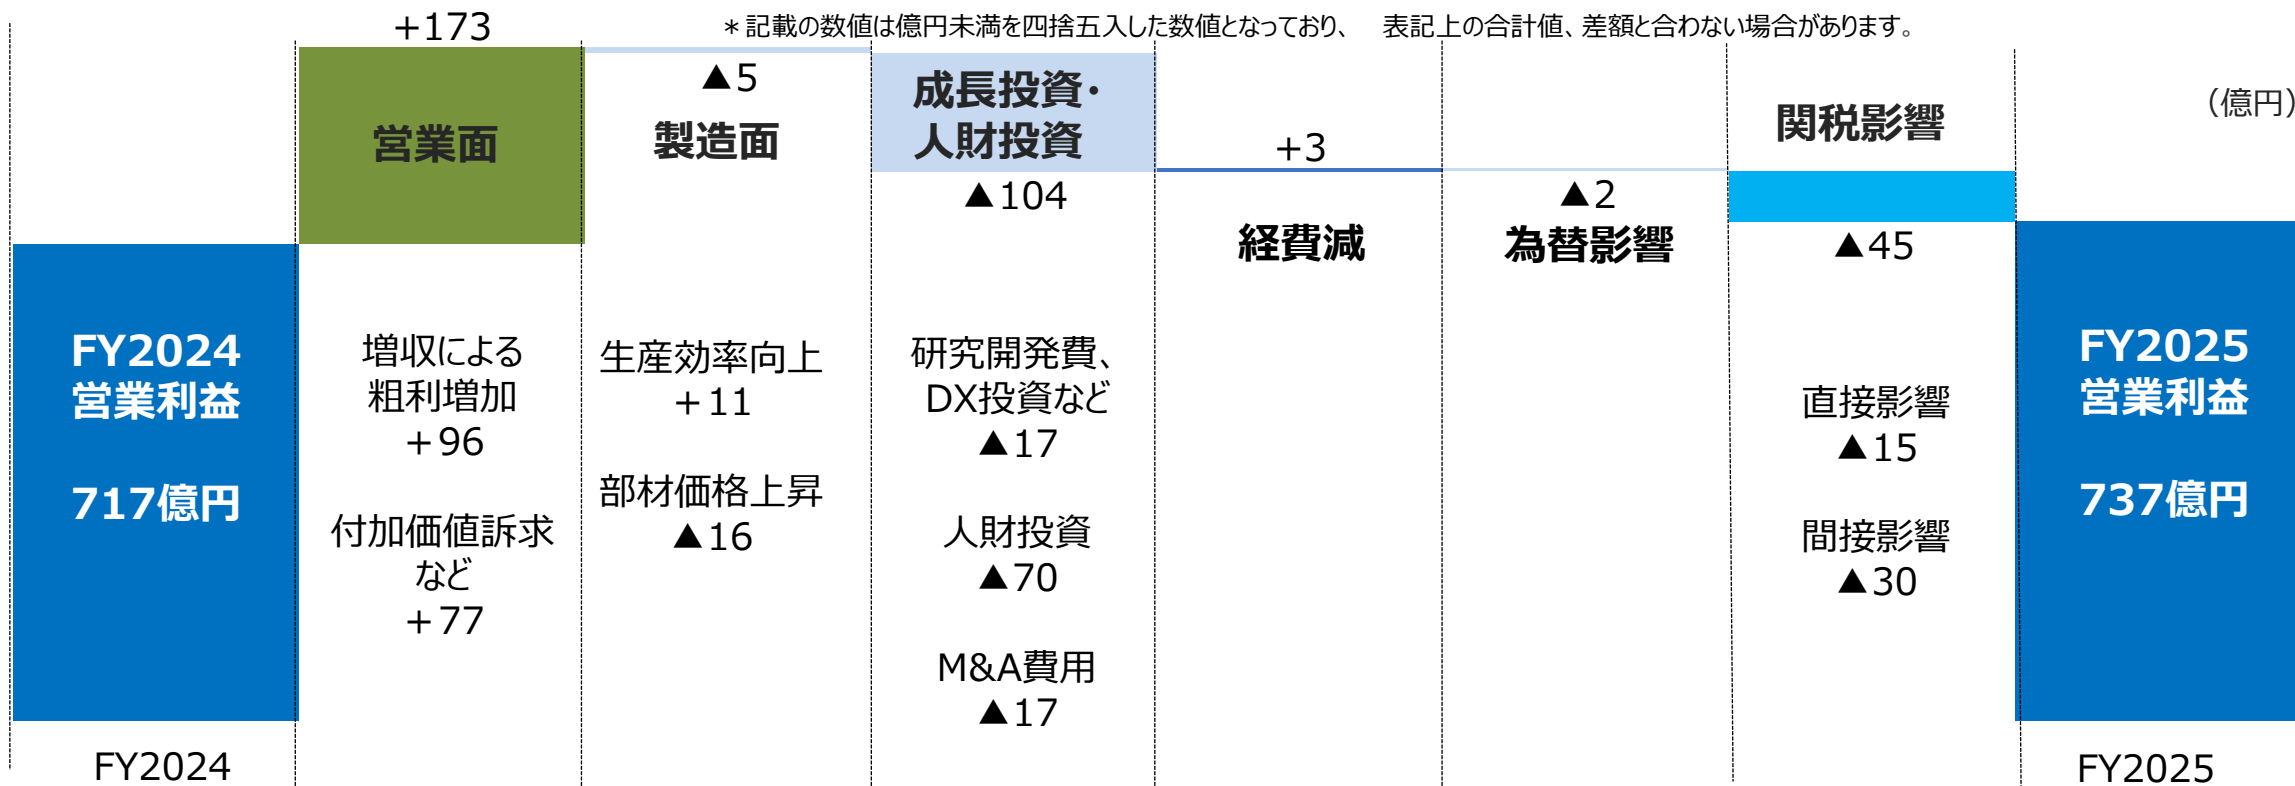 ＊記載の数値は億円未満を四捨五入した数値となっており、　表記上の合計値、差額と合わない場合があります。
（億円）
FY2024
営業利益
717億円
FY2024
+173
営業面
増収による
粗利増加
＋96
付加価値訴求
など
＋77
▲5
製造面
生産効率向上
＋11
部材価格上昇
▲16
成長投資・
人財投資
▲104
研究開発費、
DX投資など
▲17
人財投資
▲70
M&A費用
▲17
+3
経費減
▲2
為替影響
関税影響
▲45
直接影響
▲15
間接影響
▲30
FY2025
営業利益
737億円
FY2025